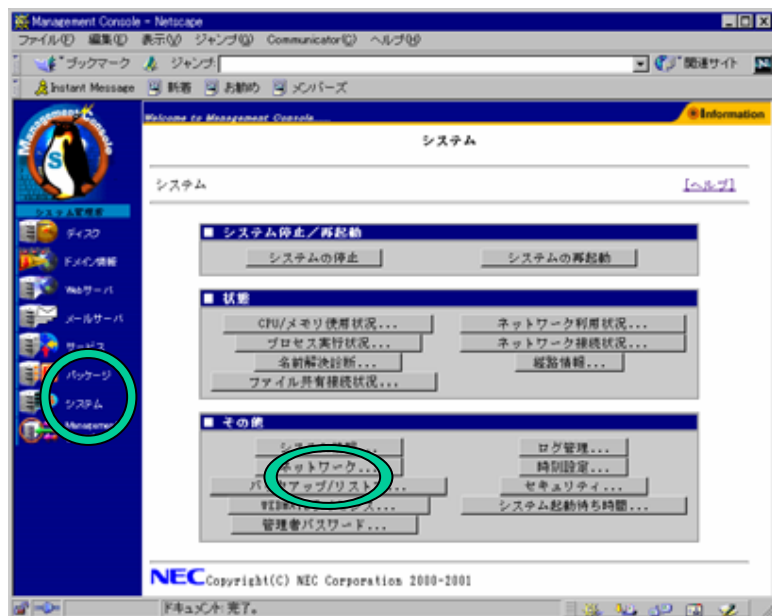 Management Console - Netscape
ファイル(F) 編集(E) 表示(V) ジャンプ(G) Communicator(C) ヘルプ(H)
ブックマーク ジャンプ: 関連サイト
Instant Message 新着 お勧め メンバーズ
Management Console
Welcome to Management Console
Information
システム
システム [ヘルプ]
システム管理者
ディスク
ドメイン情報
Webサーバ
メールサーバ
サービス
パッケージ
システム
■ システム停止/再起動
システムの停止 システムの再起動
■ 状態
CPU/メモリ使用状況... ネットワーク利用状況...
プロセス実行状況... ネットワーク接続状況...
名前解決診断... 経路情報...
ファイル共有接続状況...
■ その他
ログ管理...
ネットワーク... 時刻設定...
セキュリティ...
システム起動待ち時間...
管理者パスワード...
NEC Copyright(C) NEC Corporation 2000-2001
ドキュメント: 完了。